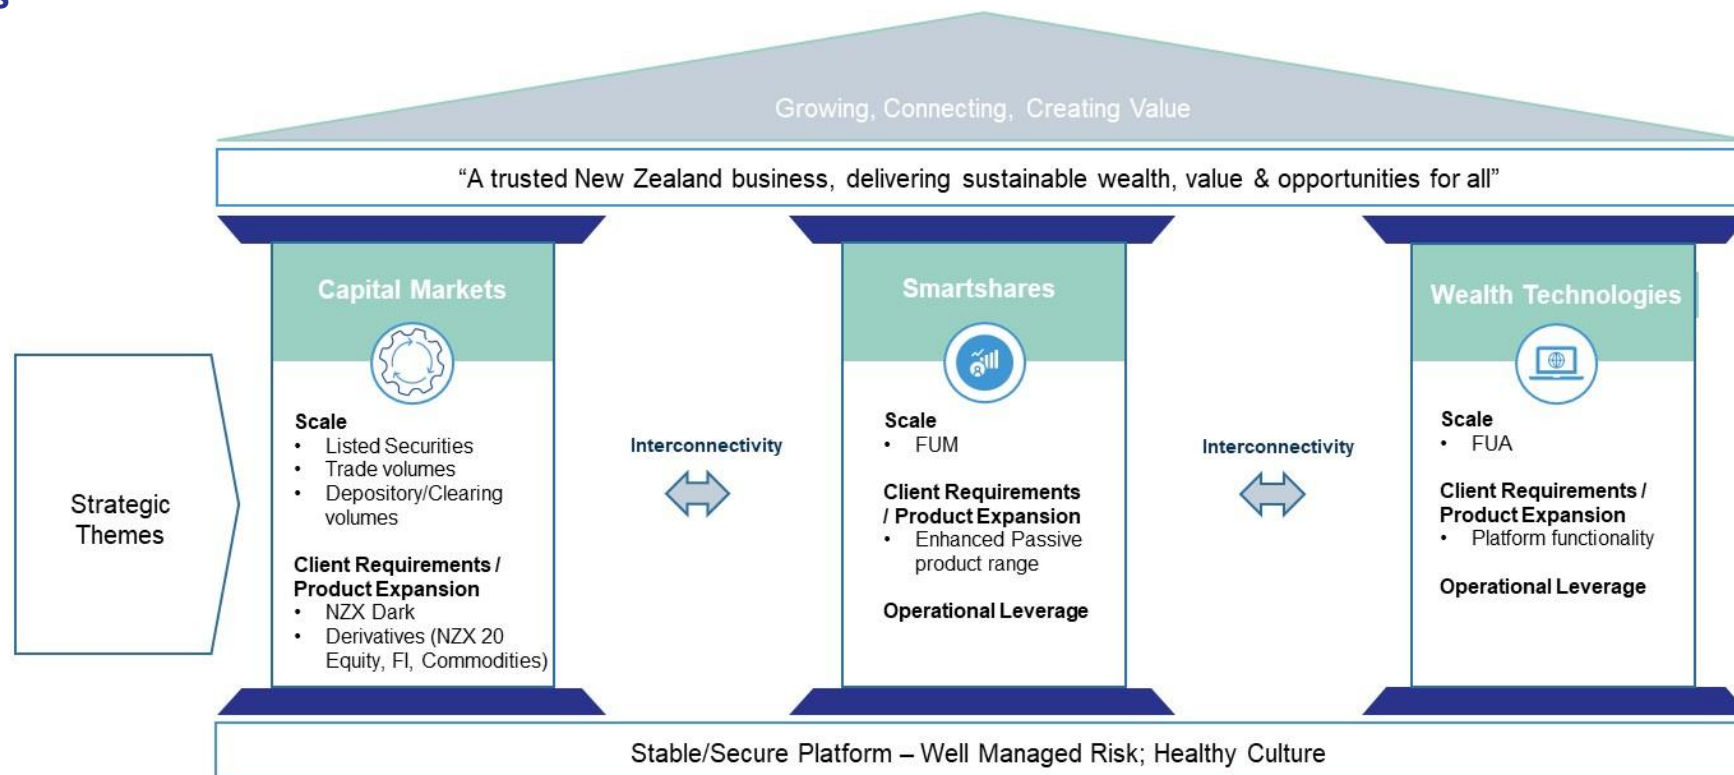 Growing, Connecting, Creating Value
“A trusted New Zealand business, delivering sustainable wealth, value & opportunities for all”
Strategic
Themes
Capital Markets
Scale
• Listed Securities
• Trade volumes
• Depository/Clearing
volumes
Client Requirements /
Product Expansion
• NZX Dark
• Derivatives (NZX 20
Equity, FI, Commodities)
Interconnectivity
Smartshares
Scale
• FUM
Client Requirements
/ Product Expansion
• Enhanced Passive
product range
Operational Leverage
Interconnectivity
Wealth Technologies
Scale
• FUA
Client Requirements /
Product Expansion
• Platform functionality
Operational Leverage
Stable/Secure Platform – Well Managed Risk; Healthy Culture